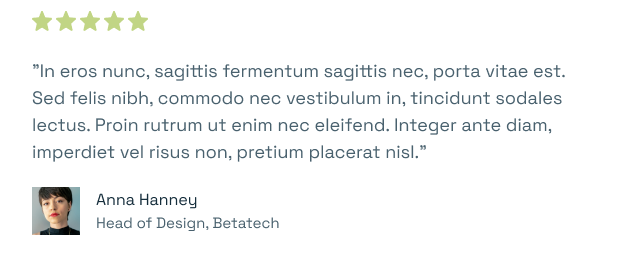 ”In eros nunc, sagittis fermentum sagittis nec, porta vitae est.
Sed felis nibh, commodo nec vestibulum in, tincidunt sodales
lectus. Proin rutrum ut enim nec eleifend. Integer ante diam,
imperdiet vel risus non, pretium placerat nisl.”
Anna Hanney
Head of Design, Betatech